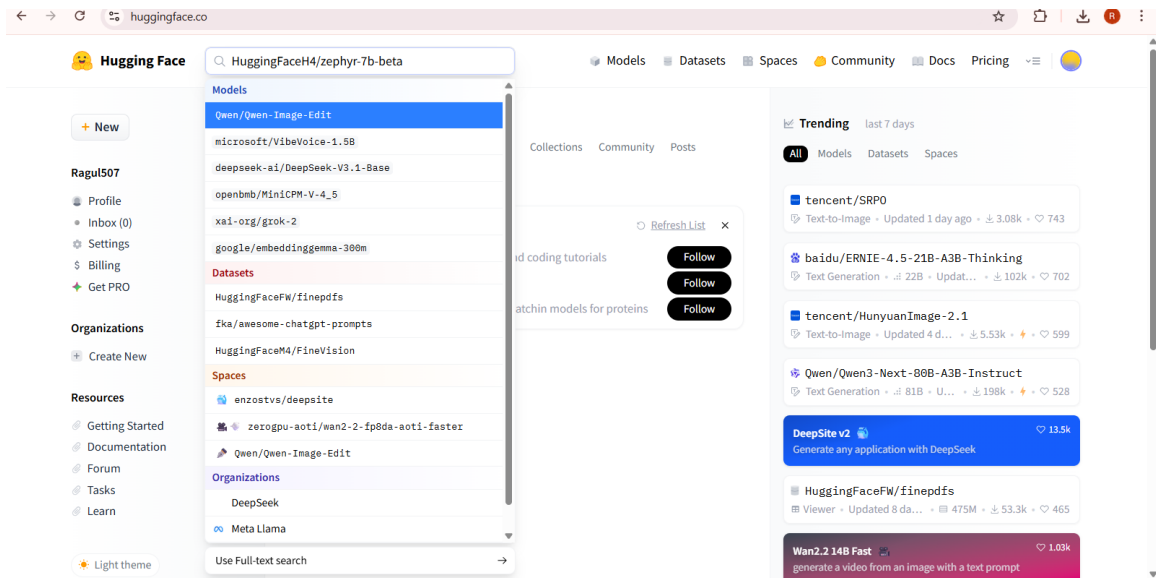 huggingface.co
R
Hugging Face
HuggingFaceH4/zephyr-7b-beta
Models
Datasets
Spaces
Community
Docs
Pricing
+ New
Ragul507
Profile
Inbox (0)
Settings
$ Billing
Get PRO
Organizations
Create New
Resources
Getting Started
Documentation
Forum
Tasks
Learn
Light theme
Models
Qwen/Qwen-Image-Edit
microsoft/VibeVoice-1.5B
deepseek-ai/DeepSeek-V3.1-Base
openbmb/MiniCPM-V-4_5
xai-org/grok-2
google/embeddinggemma-300m
Datasets
HuggingFaceFW/finepdfs
fka/awesome-chatgpt-prompts
HuggingFaceM4/FineVision
Spaces
enzostvs/deepsite
zerogpu-aoti/wan2-2-fp8da-aoti-faster
Qwen/Qwen-Image-Edit
Organizations
DeepSeek
Meta Llama
Use Full-text search →
Collections Community Posts
Refresh List ×
d coding tutorials Follow
Follow
atchin models for proteins Follow
Trending last 7 days
All Models Datasets Spaces
tencent/SRPO
Text-to-Image • Updated 1 day ago • 3.08k • 743
baidu/ERNIE-4.5-21B-A3B-Thinking
Text Generation • 22B • Updat... • 102k • 702
tencent/HunyuanImage-2.1
Text-to-Image • Updated 4 d... • 5.53k • 599
Qwen/Qwen3-Next-80B-A3B-Instruct
Text Generation • 81B • U... • 198k • 528
DeepSite v2 13.5k
Generate any application with DeepSeek
HuggingFaceFW/finepdfs
Viewer • Updated 8 da... • 475M • 53.3k • 465
Wan2.2 14B Fast 1.03k
generate a video from an image with a text prompt